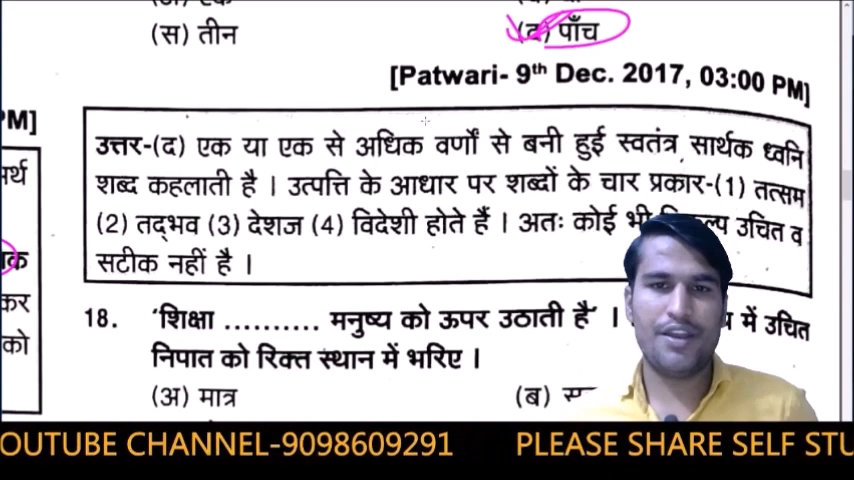 (स) तीन
(द) पाँच
[Patwari- 9th Dec. 2017, 03:00 PM]
PM]
उत्तर-(द) एक या एक से अधिक वर्णों से बनी हुई स्वतंत्र सार्थक ध्वनि
शब्द कहलाती है । उत्पत्ति के आधार पर शब्दों के चार प्रकार-(1) तत्सम
(2) तद्भव (3) देशज (4) विदेशी होते हैं । अतः कोई भी उचित व
सटीक नहीं है ।
कर
को
18. 'शिक्षा .......... मनुष्य को ऊपर उठाती है' । में उचित
निपात को रिक्त स्थान में भरिए ।
(अ) मात्र
(ब)
OUTUBE CHANNEL-9098609291 PLEASE SHARE SELF STU